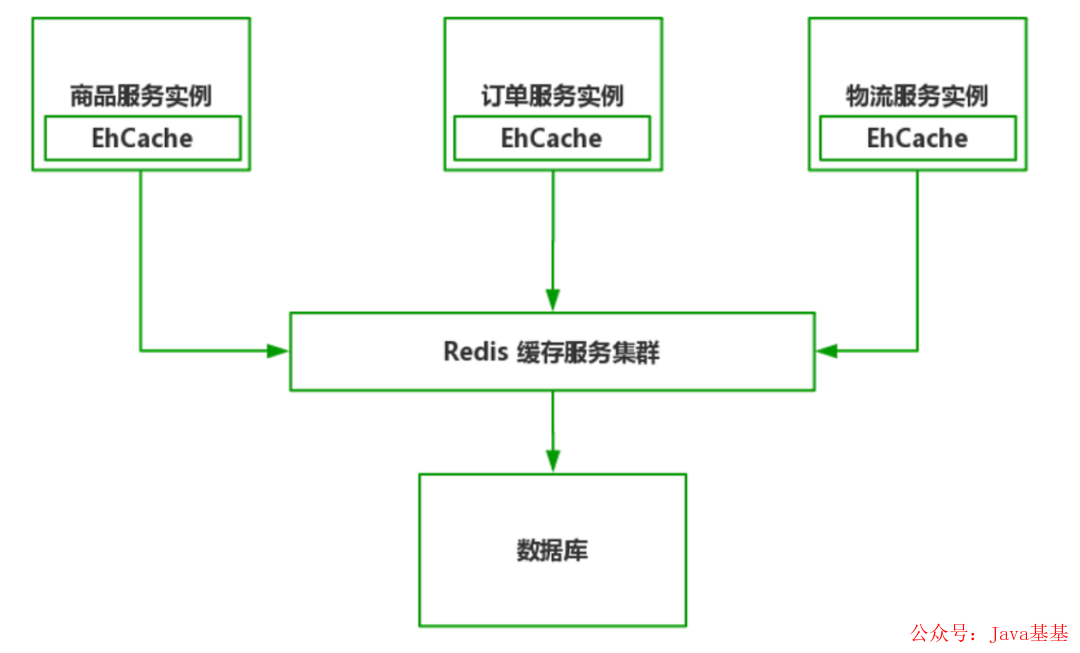 商品服务实例
EhCache
订单服务实例
EhCache
物流服务实例
EhCache
Redis 缓存服务集群
数据库
公众号：Java基基